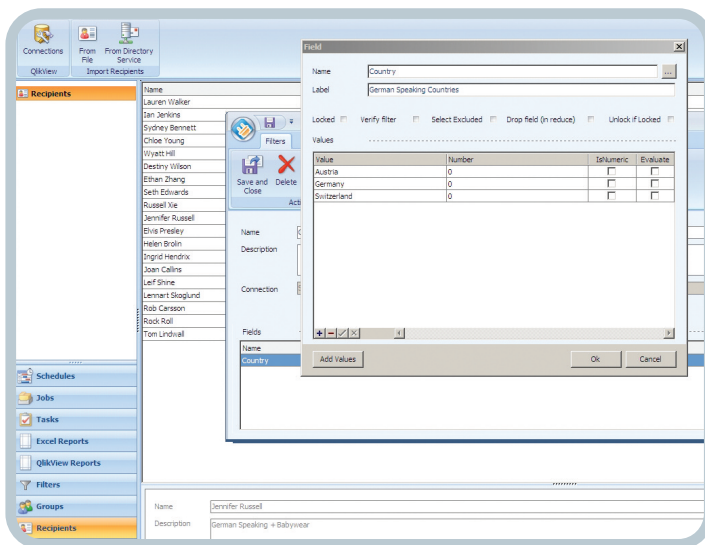 Connections
From File
From Directory Service
QlikView
Import Recipients
Recipients
Name
Lauren Walker
Ian Jenkins
Sydney Bennett
Chloe Young
Wyatt Hill
Destiny Wilson
Ethan Zhang
Seth Edwards
Russell Xie
Jennifer Russell
Elvis Presley
Helen Brolin
Ingrid Hendrix
Joan Callins
Leif Shine
Lennart Skoglund
Rob Carsson
Rock Roll
Tom Lindwall
Schedules
Jobs
Tasks
Excel Reports
QlikView Reports
Filters
Groups
Recipients
Filters
Save and Close
Delete
Name
Description
Connection
Fields
Name
Country
Field
Name Country ...
Label German Speaking Countries
Locked Verify filter Select Excluded Drop field (in reduce) Unlock if Locked
Values
Value Number IsNumeric Evaluate
Austria 0
Germany 0
Switzerland 0
Add Values Ok Cancel
Name Jennifer Russell
Description German Speaking + Babywear